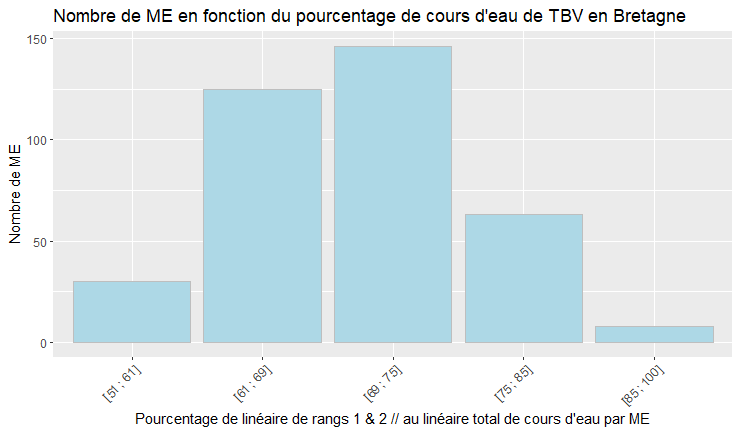 Nombre de ME en fonction du pourcentage de cours d'eau de TBV en Bretagne
Nombre de ME
150
100
50
0
[51 ; 61]
[61 ; 69]
[69 ; 75]
[75 ; 85]
[85 ; 100]
Pourcentage de linéaire de rangs 1 & 2 // au linéaire total de cours d'eau par ME